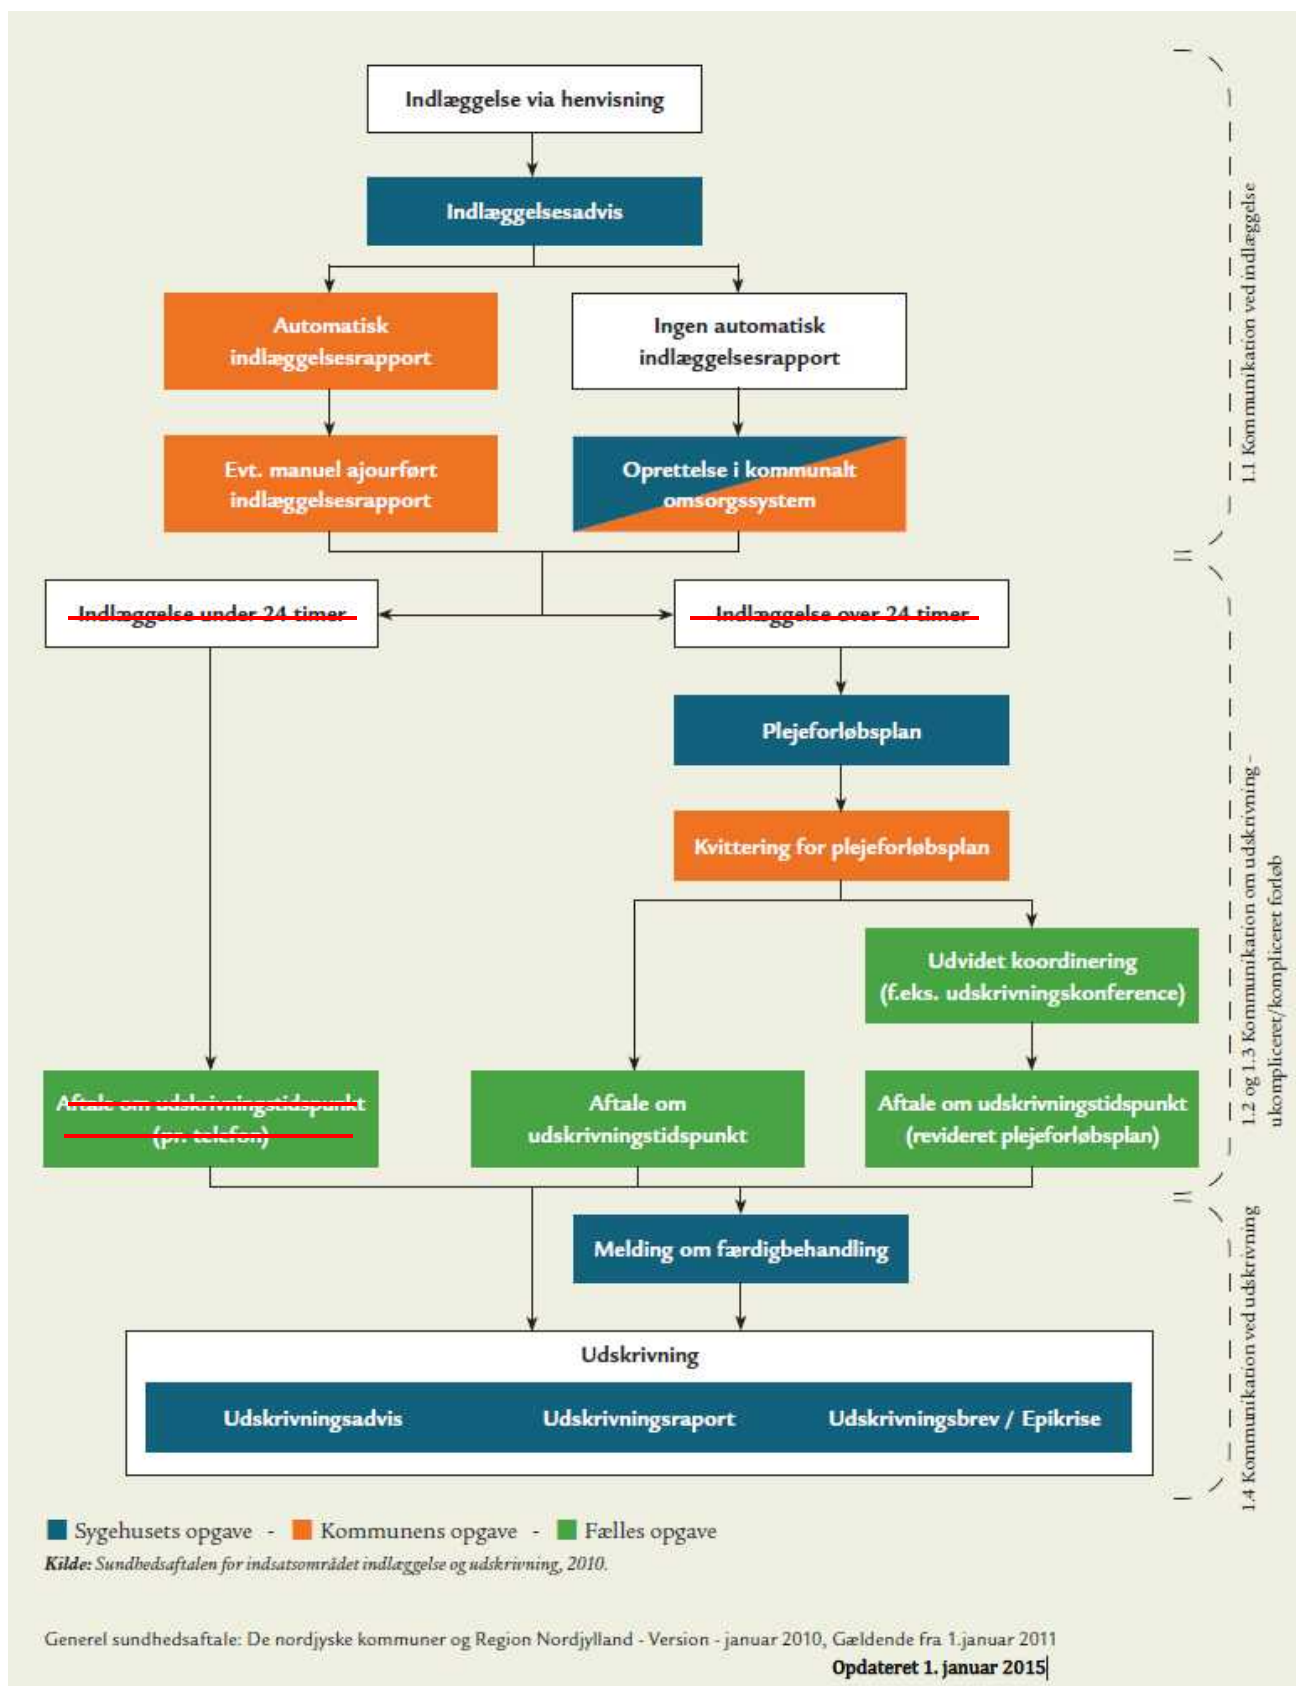 Indlæggelse via henvisning
Indlæggelsesadvis
Automatisk
indlæggelsesrapport
Ingen automatisk
indlæggelsesrapport
Evt. manuel ajourført
indlæggelsesrapport
Oprettelse i kommunalt
omsorgssystem
1.1 Kommunikation ved indlæggelse
Indlæggelse under 24 timer
Indlæggelse over 24 timer
Plejeforløbsplan
Kvittering for plejeforløbsplan
Udvidet koordinering
(f.eks. udskrivningskonference)
Aftale om udskrivningstidspunkt
(pr. telefon)
Aftale om
udskrivningstidspunkt
Aftale om udskrivningstidspunkt
(revideret plejeforløbsplan)
1.2 og 1.3 Kommunikation om udskrivning -
ukompliceret/kompliceret forløb
Melding om færdigbehandling
Udskrivning
Udskrivningsadvis
Udskrivningsraport
Udskrivningsbrev / Epikrise
1.4 Kommunikation ved udskrivning
Sygehusets opgave - Kommunens opgave - Fælles opgave
Kilde: Sundhedsaftalen for indsatsområdet indlæggelse og udskrivning, 2010.
Generel sundhedsaftale: De nordjyske kommuner og Region Nordjylland - Version - januar 2010, Gældende fra 1.januar 2011
Opdateret 1. januar 2015